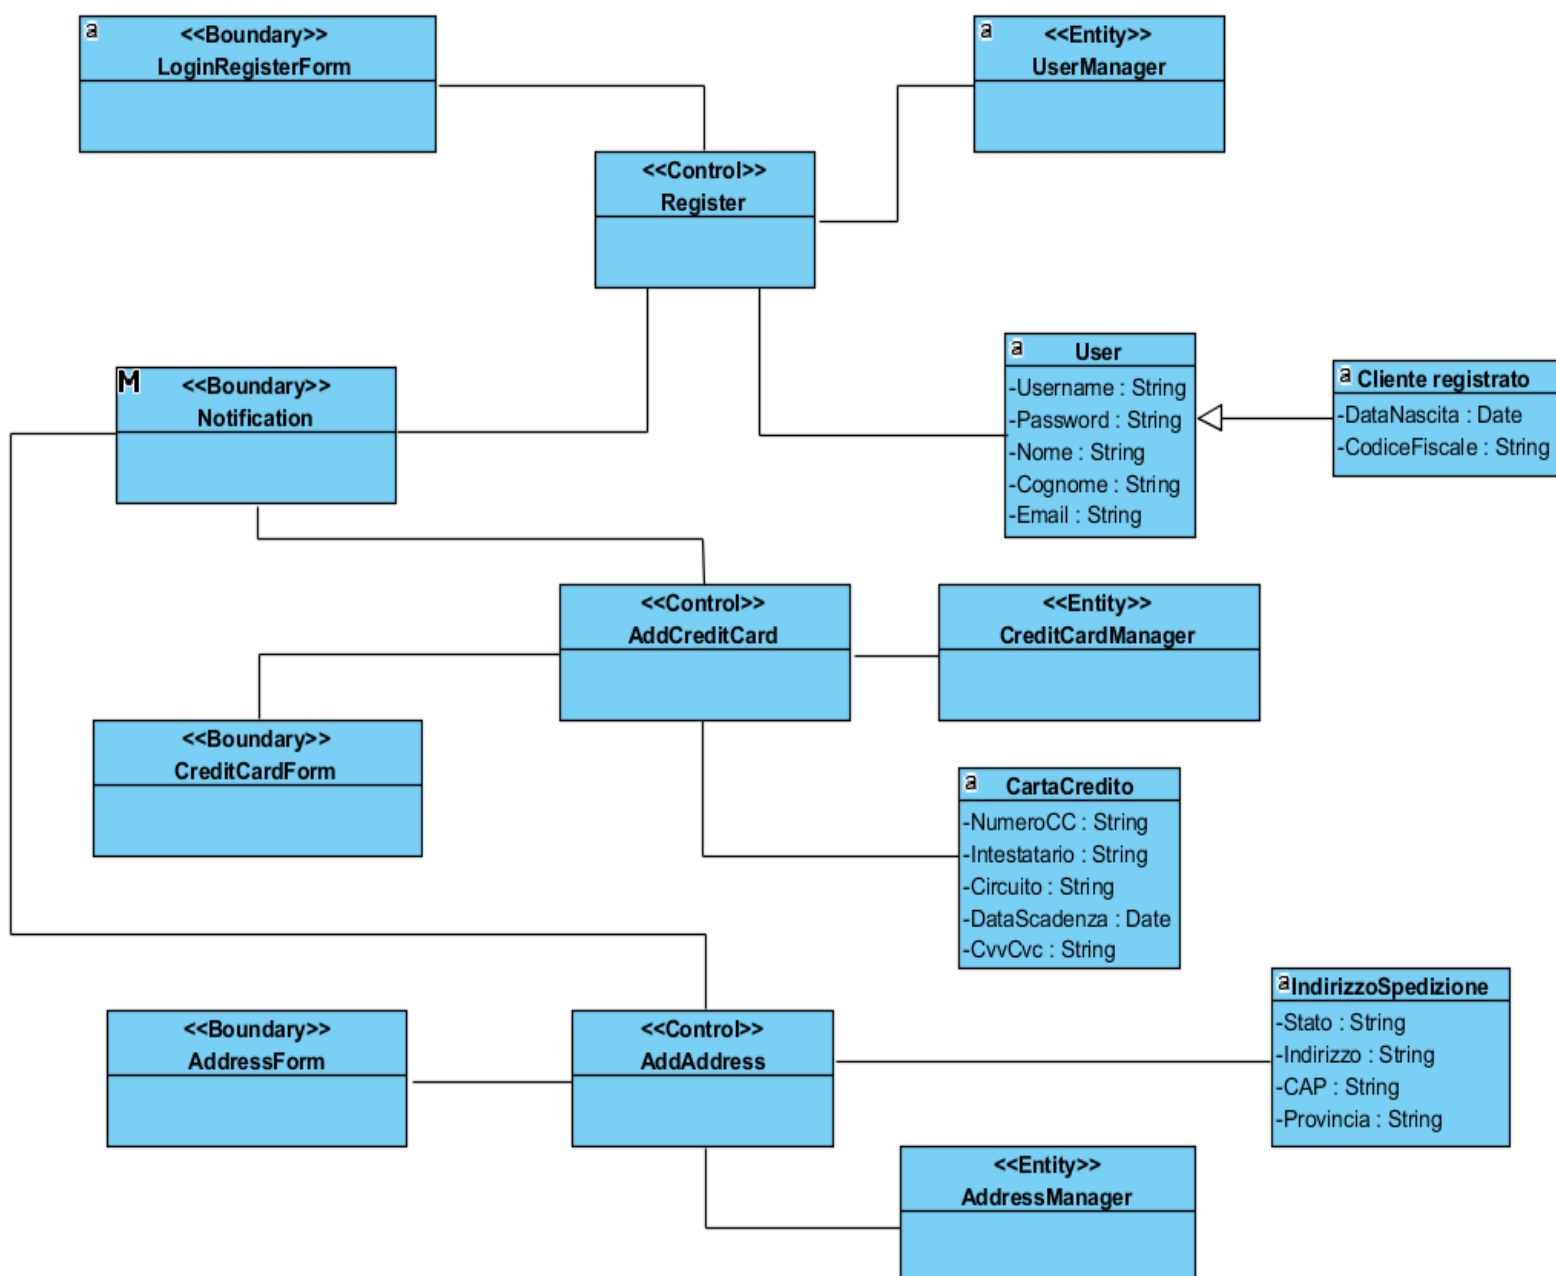 a
<<Boundary>>
LoginRegisterForm
a
<<Entity>>
UserManager
<<Control>>
Register
M
<<Boundary>>
Notification
a
User
-Username : String
-Password : String
-Nome : String
-Cognome : String
-Email : String
a
Cliente registrato
-DataNascita : Date
-CodiceFiscale : String
<<Control>>
AddCreditCard
<<Entity>>
CreditCardManager
<<Boundary>>
CreditCardForm
a
CartaCredito
-NumeroCC : String
-Intestatario : String
-Circuito : String
-DataScadenza : Date
-CvvCvc : String
a
IndirizzoSpedizione
-Stato : String
-Indirizzo : String
-CAP : String
-Provincia : String
<<Boundary>>
AddressForm
<<Control>>
AddAddress
<<Entity>>
AddressManager